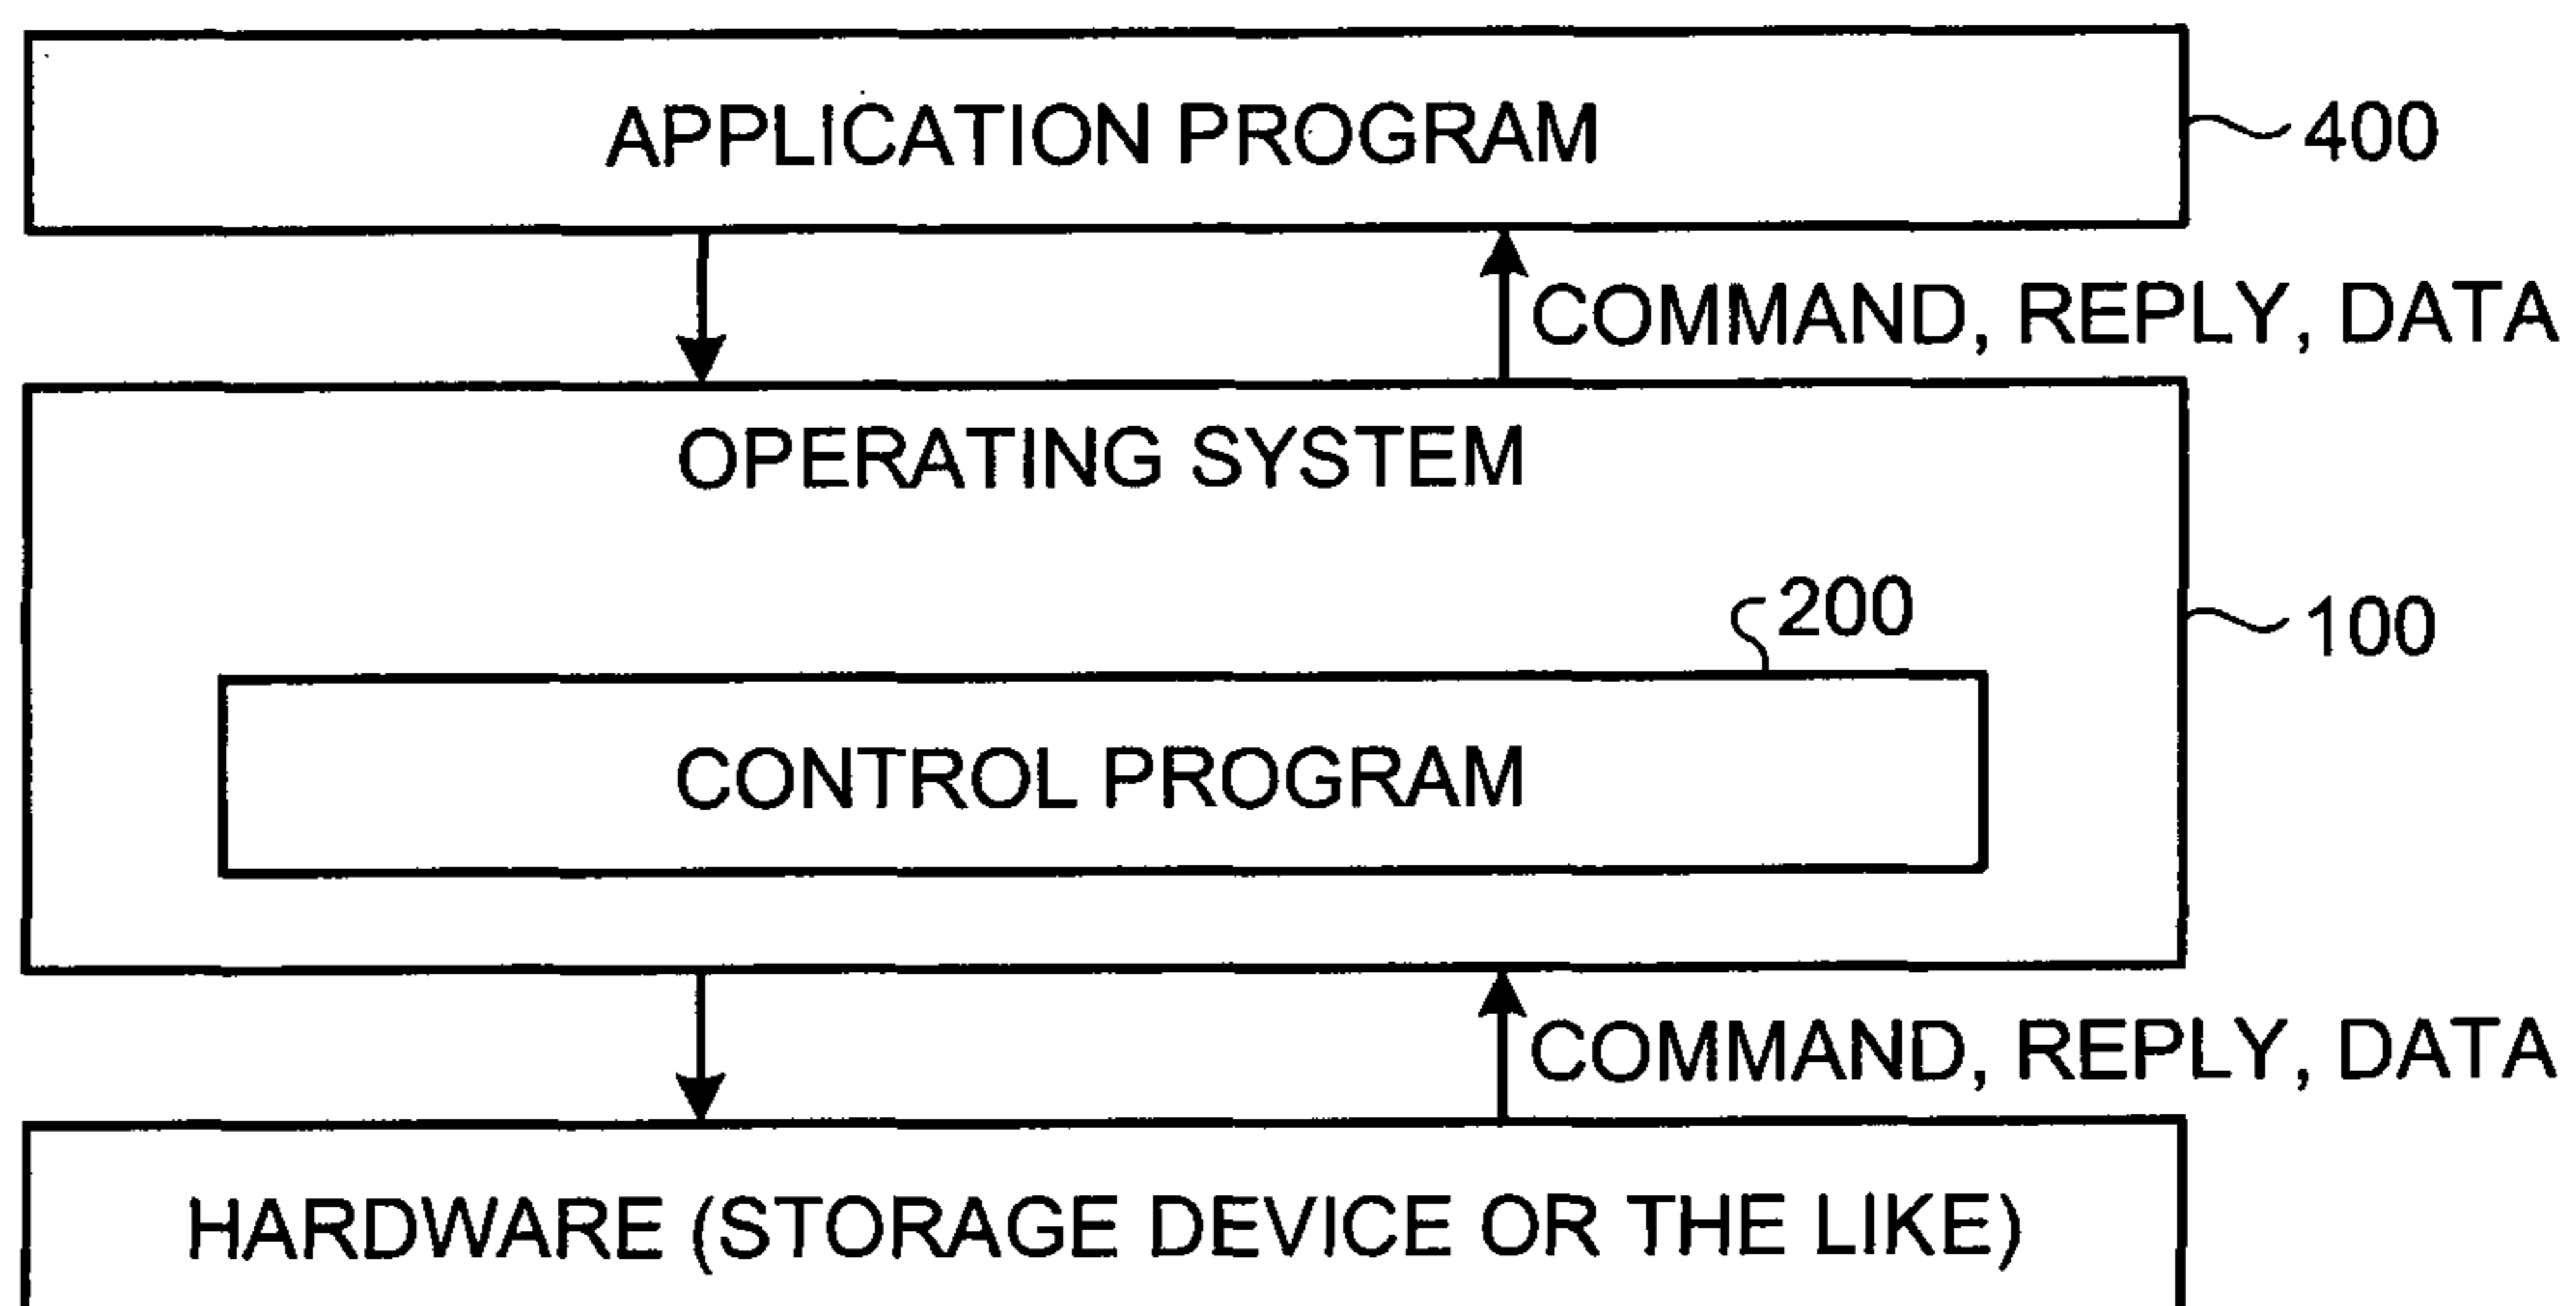 APPLICATION PROGRAM
400
COMMAND, REPLY, DATA
OPERATING SYSTEM
200
100
CONTROL PROGRAM
COMMAND, REPLY, DATA
HARDWARE (STORAGE DEVICE OR THE LIKE)